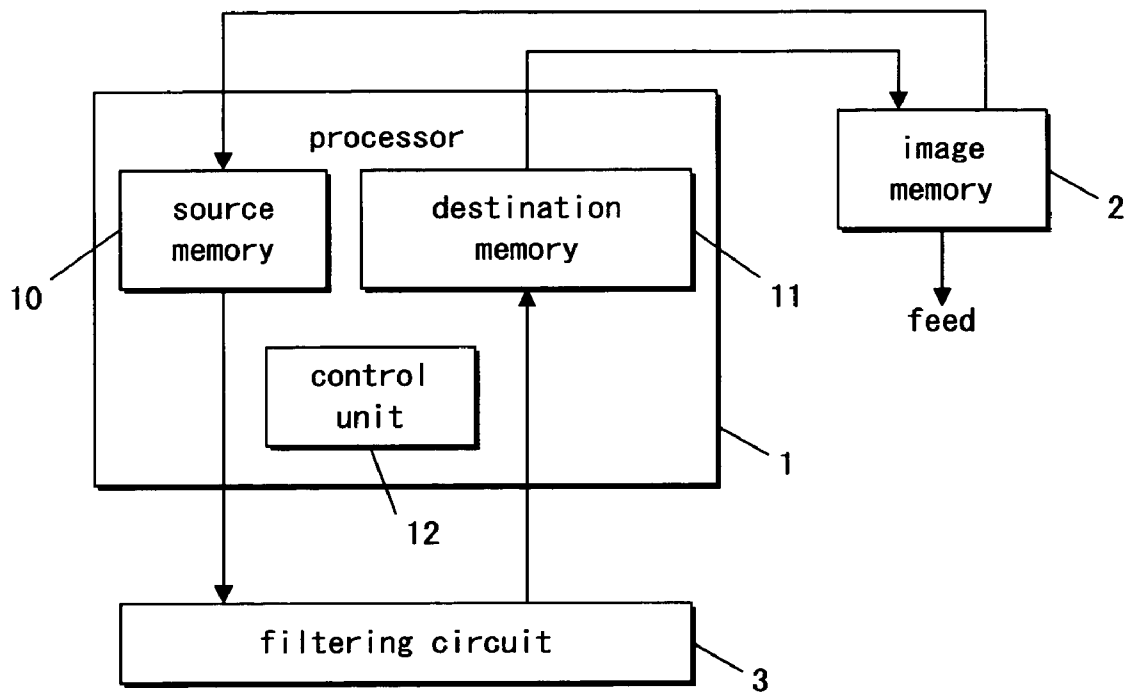 processor
image
memory
2
source
memory
destination
memory
10
11
feed
control
unit
1
12
filtering circuit
3